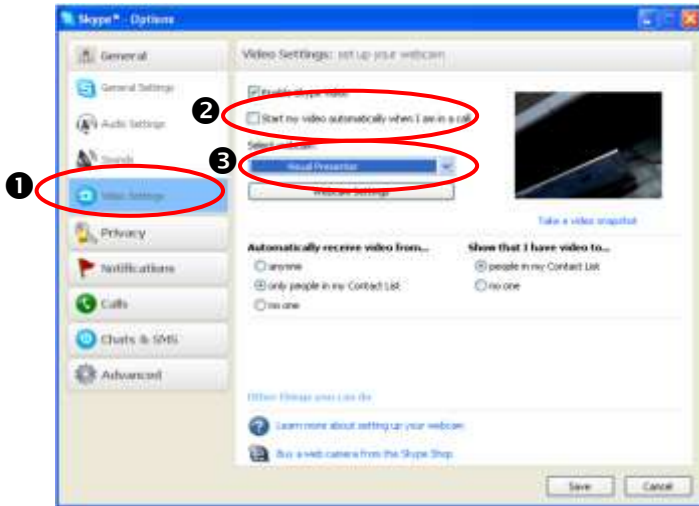 Skype™ - Options
General
General Settings
Audio Settings
Sounds
Video Settings
Privacy
Notifications
Calls
Chats & SMS
Advanced
Video Settings: set up your webcam
Enable Skype Video
❷
Start my video automatically when I am in a call
Select webcam:
❸
Visual Presenter
❶
Webcam Settings
Take a video snapshot
Automatically receive video from...
anyone
only people in my Contact List
no one
Show that I have video to...
people in my Contact List
no one
Other things you can do
Learn more about setting up your webcam
Buy a web camera from the Skype Shop
Save
Cancel